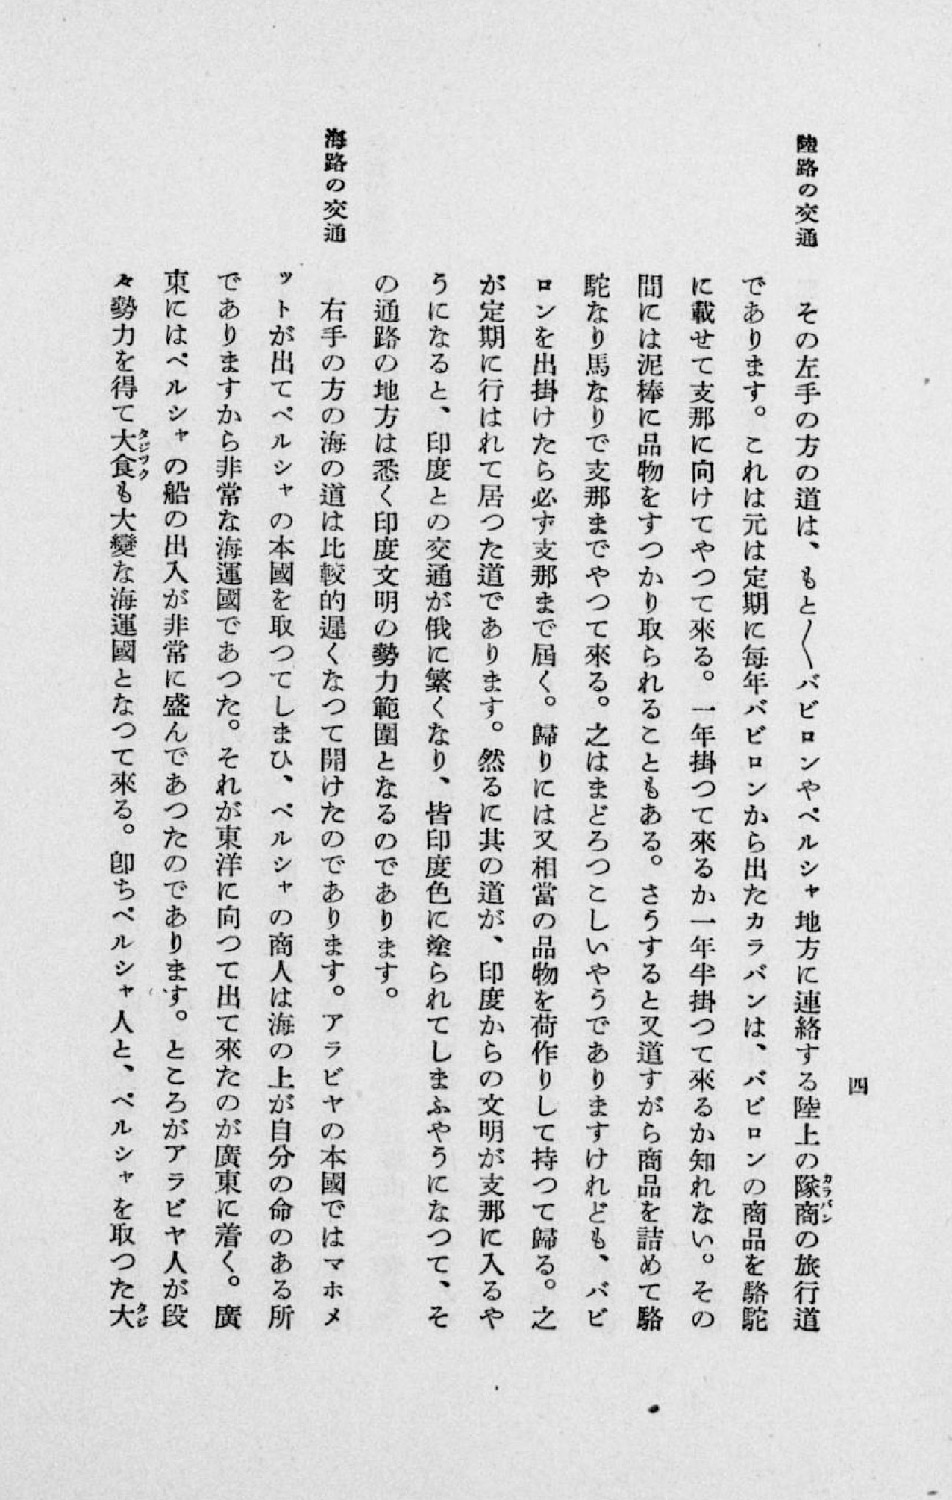 四
陸路の交通
その左手の方の道は、もと〱バビロンやペルシャ地方に連絡する陸上の隊商の旅行道
カラバン
であります。これは元は定期に毎年バビロンから出たカラバンは、バビロンの商品を駱駝
に載せて支那に向けてやつて來る。一年掛つて來るか一年半掛つて來るか知れない。その
間には泥棒に品物をすつかり取られることもある。さうすると又道すがら商品を詰めて駱
駝なり馬なりで支那までやつて來る。之はまどろつこしいやうでありますけれども、バビ
ロンを出掛けたら必ず支那まで屆く。歸りには又相當の品物を荷作りして持つて歸る。之
が定期に行はれて居つた道であります。然るに其の道が、印度からの文明が支那に入るや
うになると、印度との交通が俄に繁くなり、皆印度色に塗られてしまふやうになつて、そ
の通路の地方は悉く印度文明の勢力範圍となるのであります。
海路の交通
右手の方の海の道は比較的遲くなつて開けたのであります。アラビヤの本國ではマホメ
ットが出てペルシャの本國を取つてしまひ、ペルシャの商人は海の上が自分の命のある所
でありますから非常な海運國であつた。それが東洋に向つて出て來たのが廣東に着く。廣
東にはペルシャの船の出入が非常に盛んであつたのであります。ところがアラビヤ人が段
々勢力を得て大食も大變な海運國となつて來る。卽ちペルシャ人と、ペルシャを取つた大
タジツク
タジ